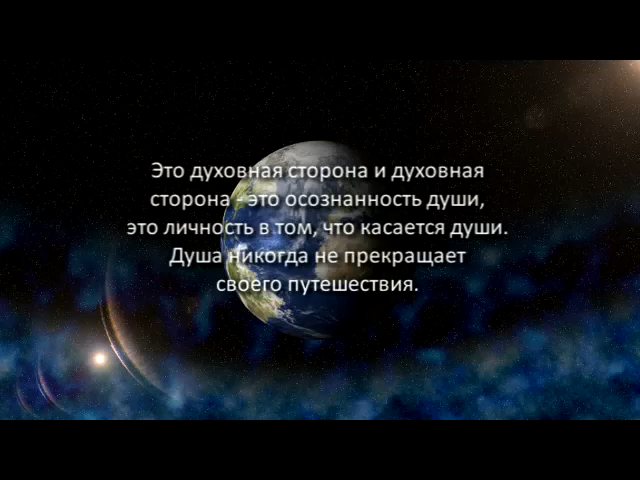 Это духовная сторона и духовная
сторона - это осознанность души,
это личность в том, что касается души.
Душа никогда не прекращает
своего путешествия.